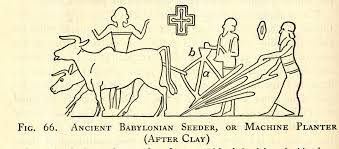 a
b
Fig. 66. Ancient Babylonian Seeder, or Machine Planter
(After Clay)